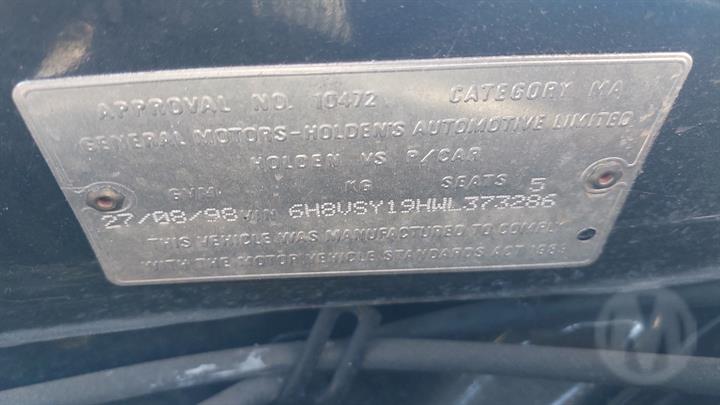 APPROVAL NO. 10472 CATEGORY MA
GENERAL MOTORS-HOLDEN'S AUTOMOTIVE LIMITED
HOLDEN VS P/CAR
GVM KG SEATS 5
27/08/98 VIN 6H8VSY19HWL373286
THIS VEHICLE WAS MANUFACTURED TO COMPLY
WITH THE MOTOR VEHICLE STANDARDS ACT 1989
M